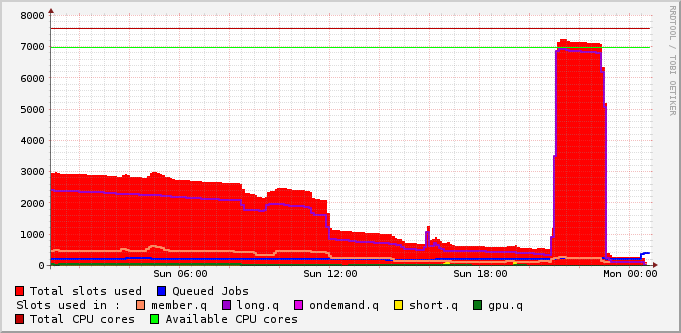 8000
7000
6000
5000
4000
3000
2000
1000
0
Sun 06:00 Sun 12:00 Sun 18:00 Mon 00:00
RRDTOOL / TOBI OETIKER
Total slots used Queued Jobs
Slots used in : member.q long.q ondemand.q short.q gpu.q
Total CPU cores Available CPU cores